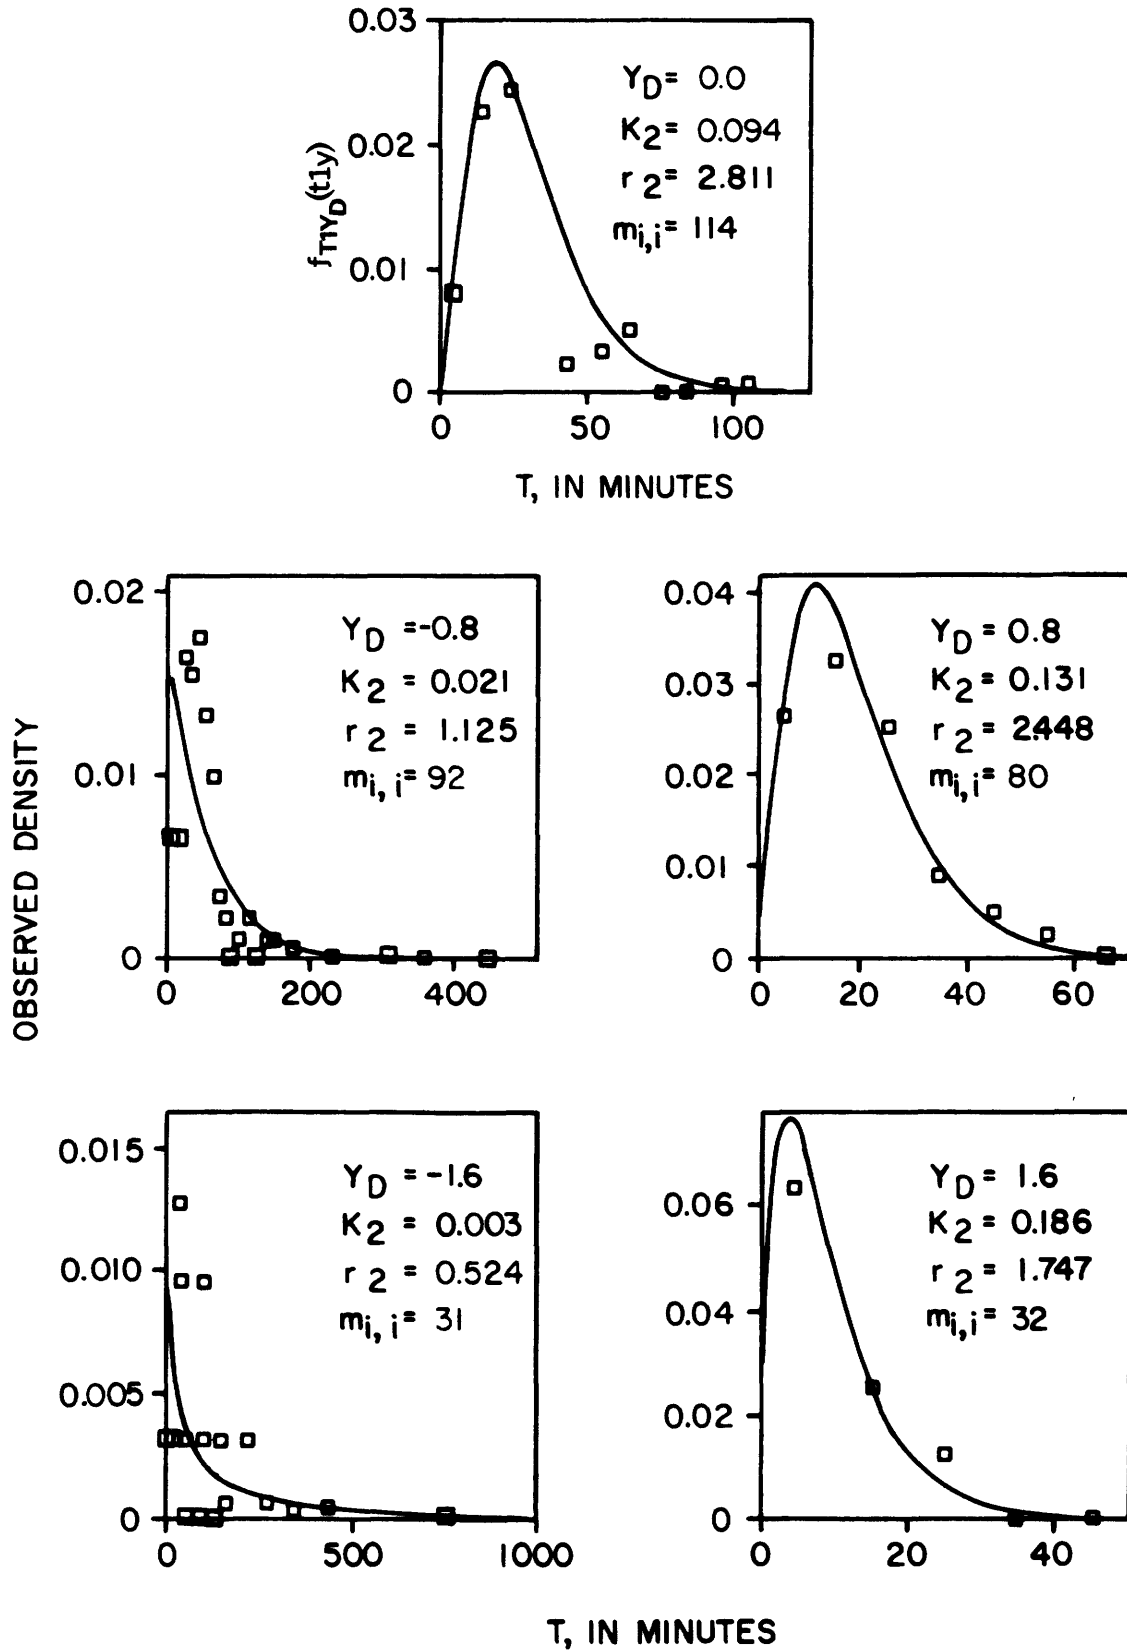 0.03
Y_D = 0.0
K_2 = 0.094
r_2 = 2.811
m_i,i = 114
0.02
0.01
0
f_T1Y_D(t1y)
0 50 100
T, IN MINUTES
OBSERVED DENSITY
0.02
0.01
0
Y_D = -0.8
K_2 = 0.021
r_2 = 1.125
m_i,i = 92
0 200 400
0.04
0.03
0.02
0.01
0
Y_D = 0.8
K_2 = 0.131
r_2 = 2.448
m_i,i = 80
0 20 40 60
0.015
0.010
0.005
0
Y_D = -1.6
K_2 = 0.003
r_2 = 0.524
m_i,i = 31
0 500 1000
0.06
0.04
0.02
0
Y_D = 1.6
K_2 = 0.186
r_2 = 1.747
m_i,i = 32
0 20 40
T, IN MINUTES